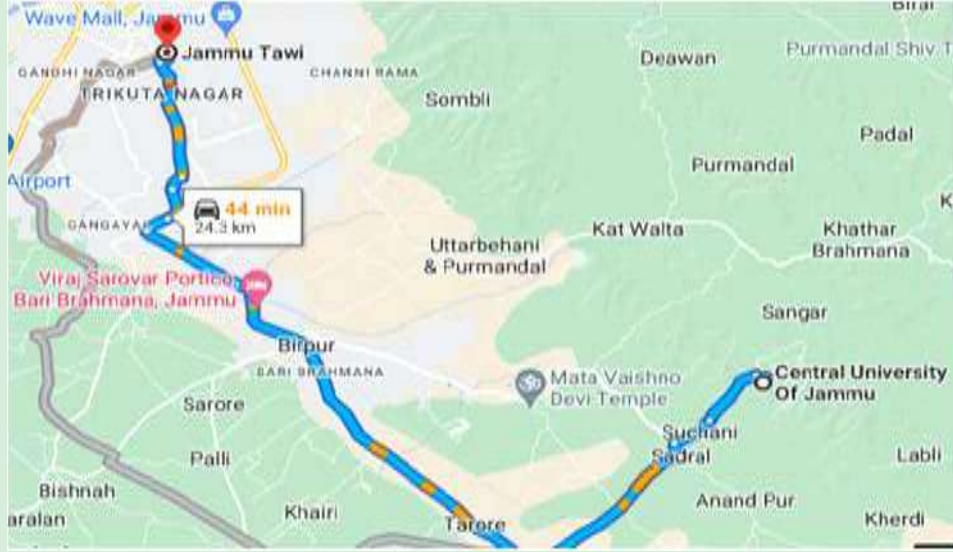 Wave Mall, Jammu
Birai
Jammu Tawi
Deawan
Purmandal Shiv T
GANDHI NAGAR
CHANNI RAMA
TRIKUTA NAGAR
Sombli
Padal
Purmandal
Airport
K
44 min
24.3 km
GANGAYAL
Kat Walta
Khathar
Brahmana
Uttarbehani
& Purmandal
Viraj Sarovar Portico
Bari Brahmana, Jammu
Sangar
Birpur
BARI BRAHMANA
Mata Vaishno
Devi Temple
Central University
Of Jammu
Sarore
Suchani
Sadral
Palli
Labli
Bishnah
Anand Pur
aralan
Khairi
Tarore
Kherdi